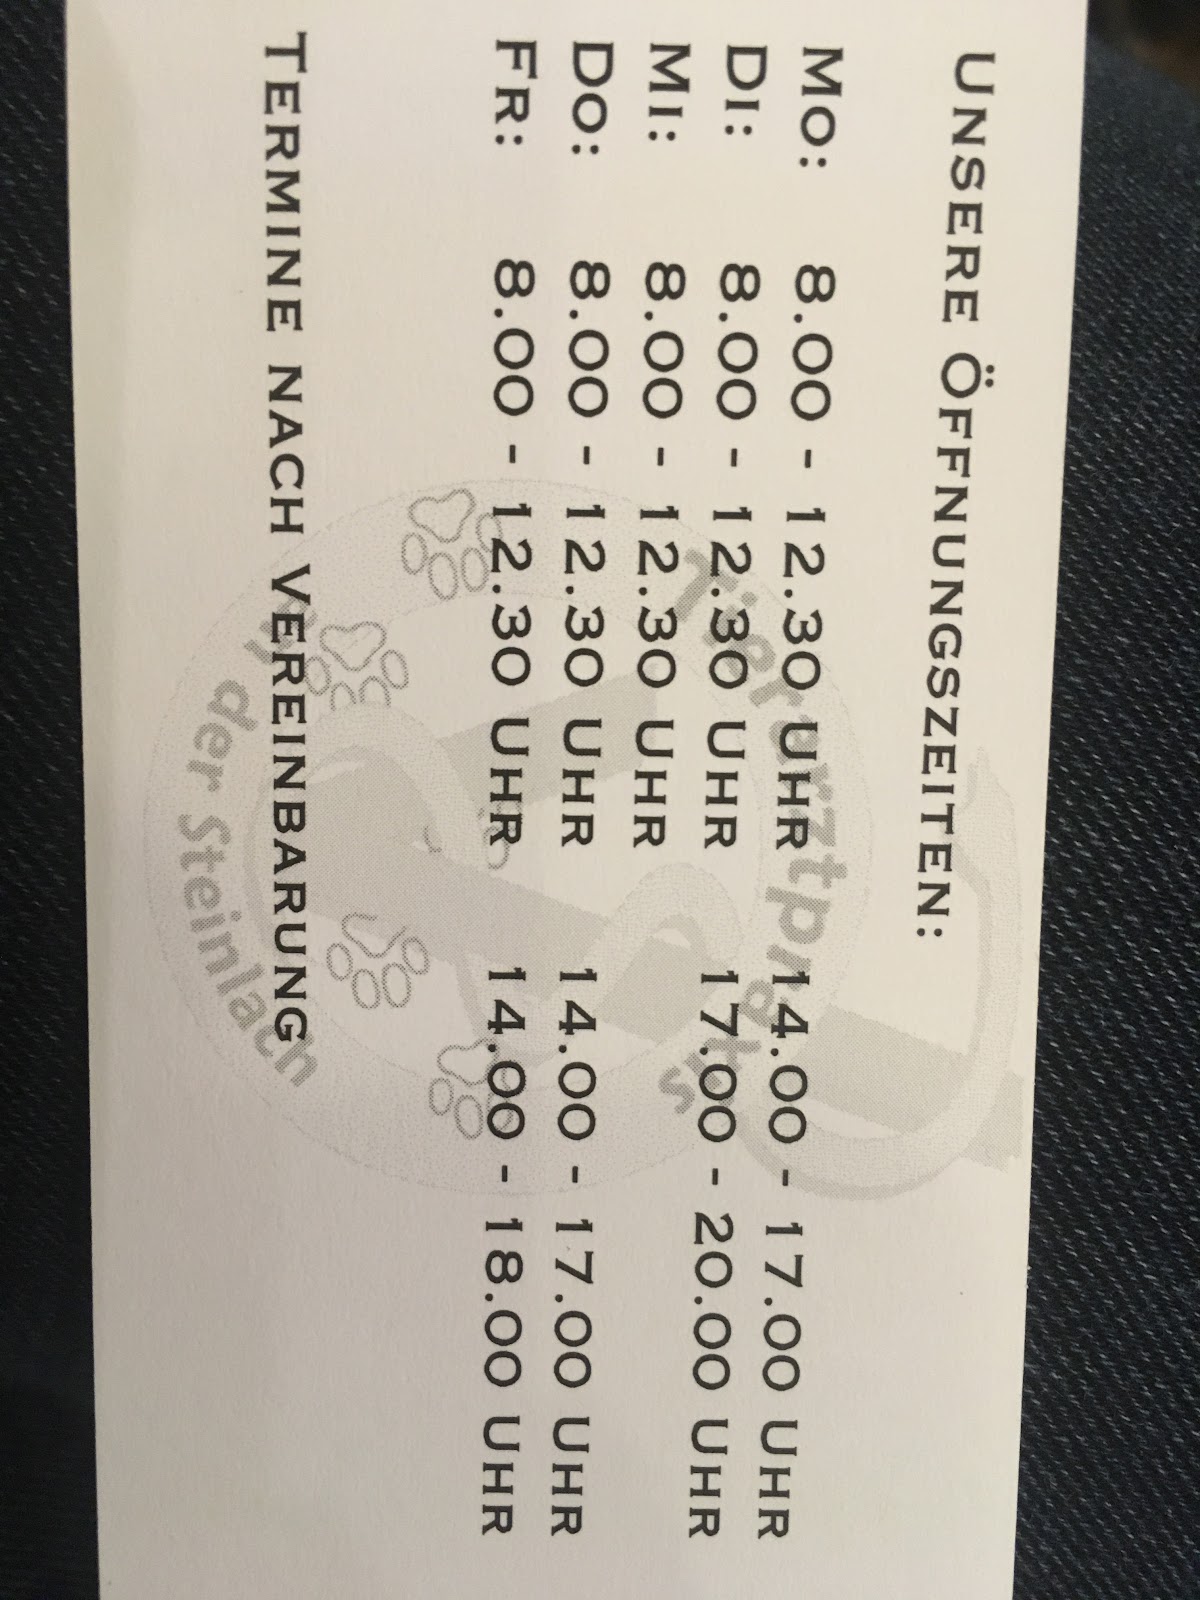 Unsere Öffnungszeiten:
Mo: 8.00 - 12.30 Uhr 14.00 - 17.00 Uhr
Di: 8.00 - 12.30 Uhr 17.00 - 20.00 Uhr
Mi: 8.00 - 12.30 Uhr
Do: 8.00 - 12.30 Uhr 14.00 - 17.00 Uhr
Fr: 8.00 - 12.30 Uhr 14.00 - 18.00 Uhr
Termine nach Vereinbarung
Tierarztpraxis
der Steinlach